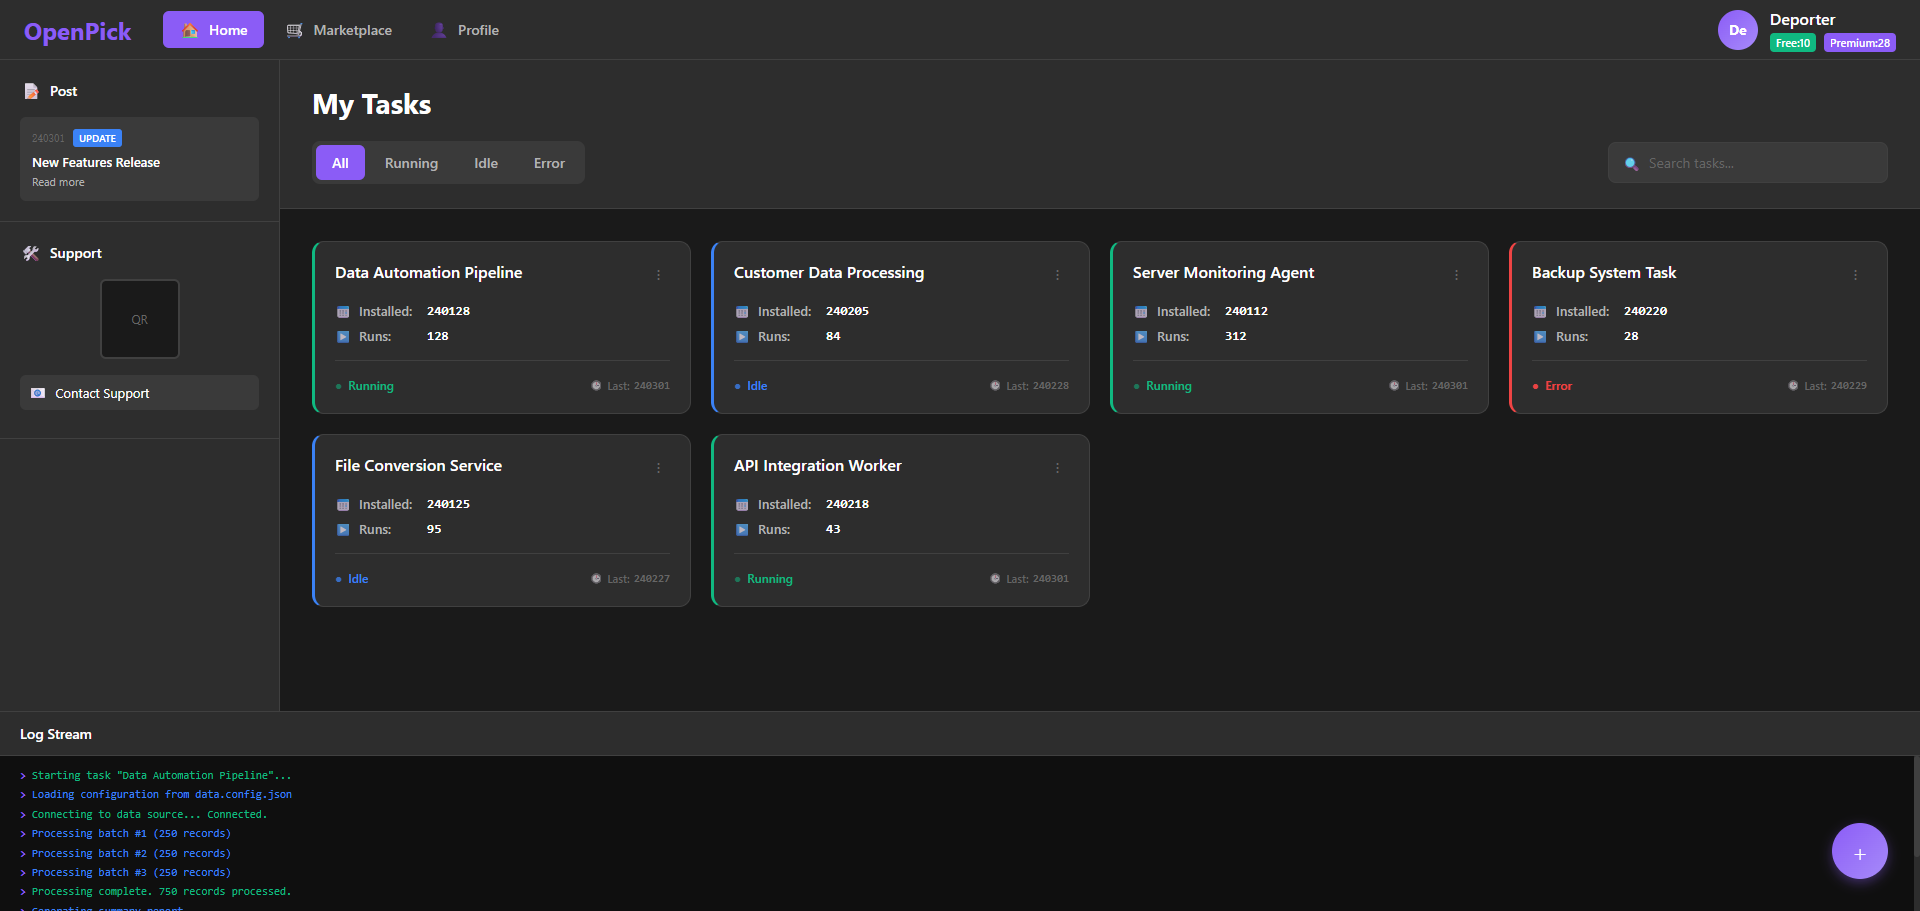 OpenPick
Home
Marketplace
Profile
De
Deporter
Free:10
Premium:28
Post
240301 UPDATE
New Features Release
Read more
Support
QR
Contact Support
My Tasks
All
Running
Idle
Error
Search tasks...
Data Automation Pipeline
Installed: 240128
Runs: 128
Running
Last: 240301
Customer Data Processing
Installed: 240205
Runs: 84
Idle
Last: 240228
Server Monitoring Agent
Installed: 240112
Runs: 312
Running
Last: 240301
Backup System Task
Installed: 240220
Runs: 28
Error
Last: 240229
File Conversion Service
Installed: 240125
Runs: 95
Idle
Last: 240227
API Integration Worker
Installed: 240218
Runs: 43
Running
Last: 240301
Log Stream
> Starting task "Data Automation Pipeline"...
> Loading configuration from data.config.json
> Connecting to data source... Connected.
> Processing batch #1 (250 records)
> Processing batch #2 (250 records)
> Processing batch #3 (250 records)
> Processing complete. 750 records processed.
> Generating summary report
+